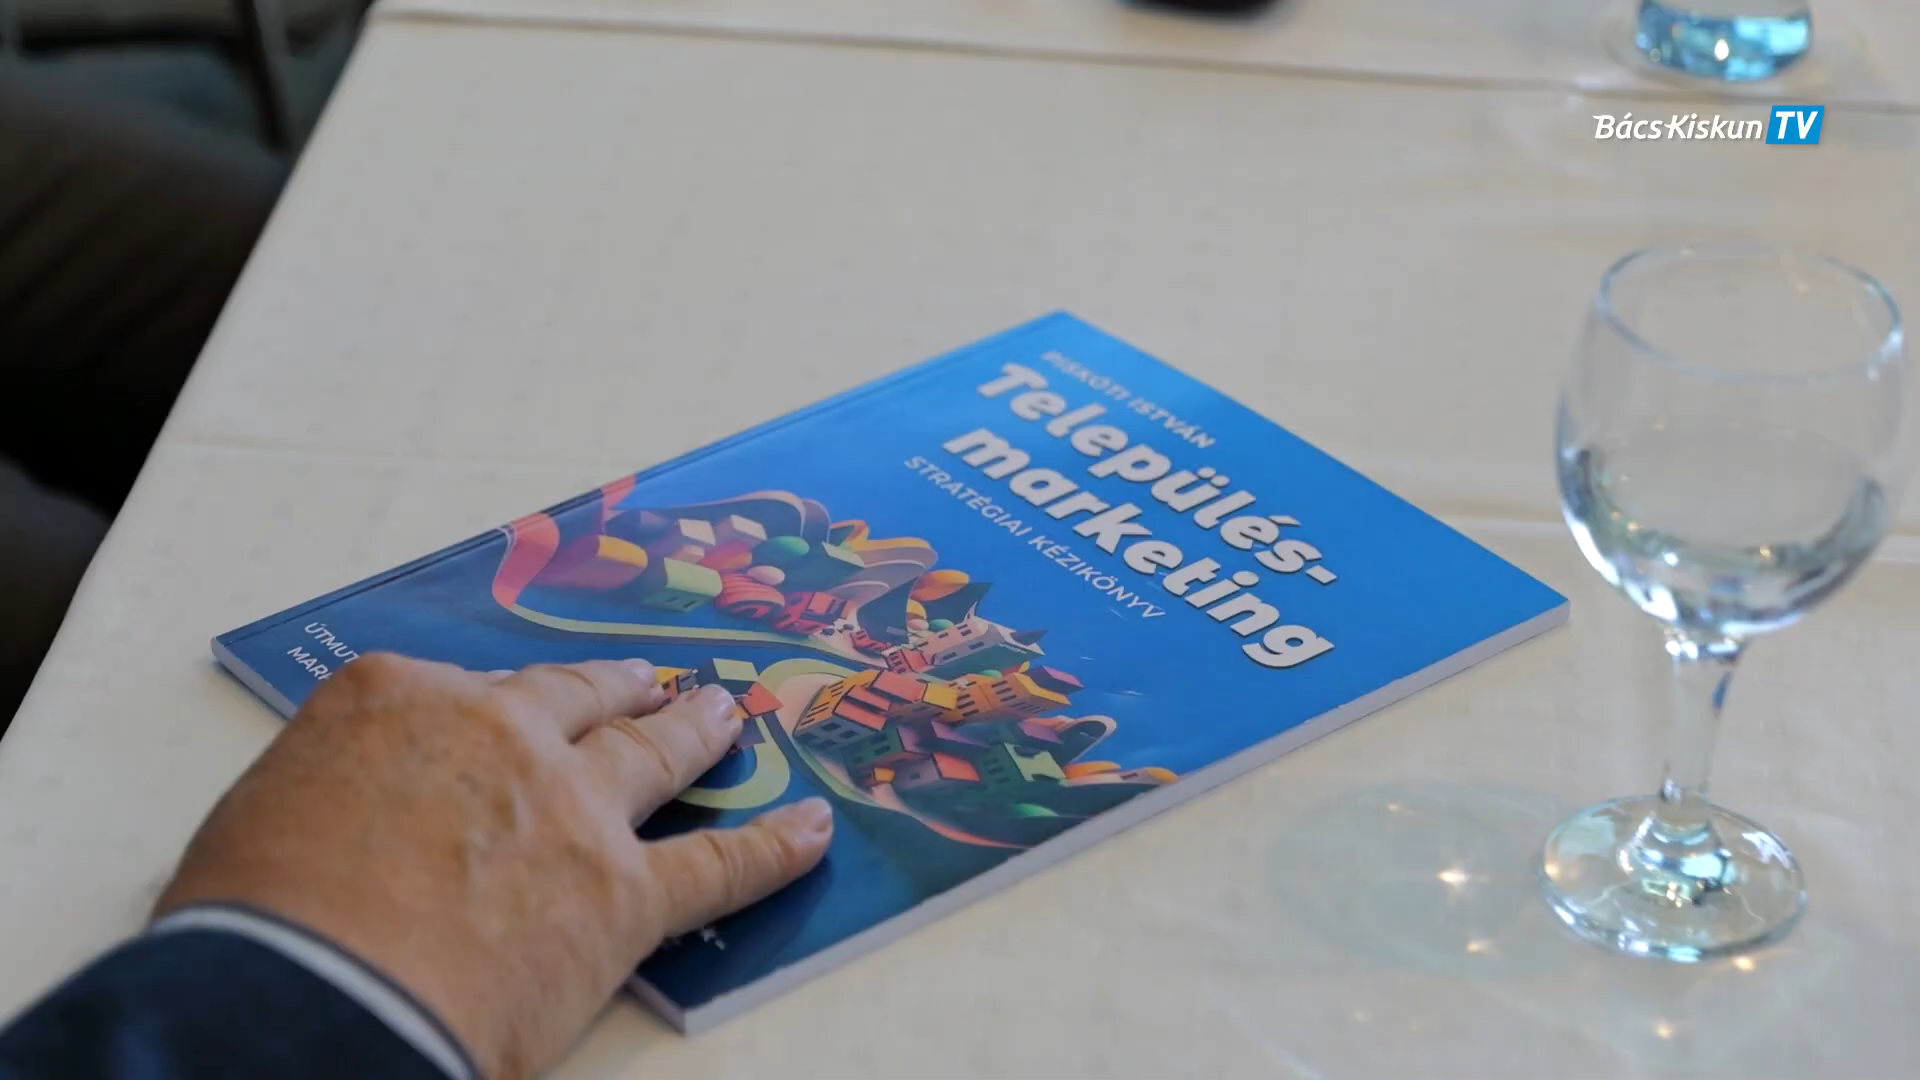 Bács-Kiskun TV
PISKÓTI ISTVÁN
Település-
marketing
STRATÉGIAI KÉZIKÖNYV